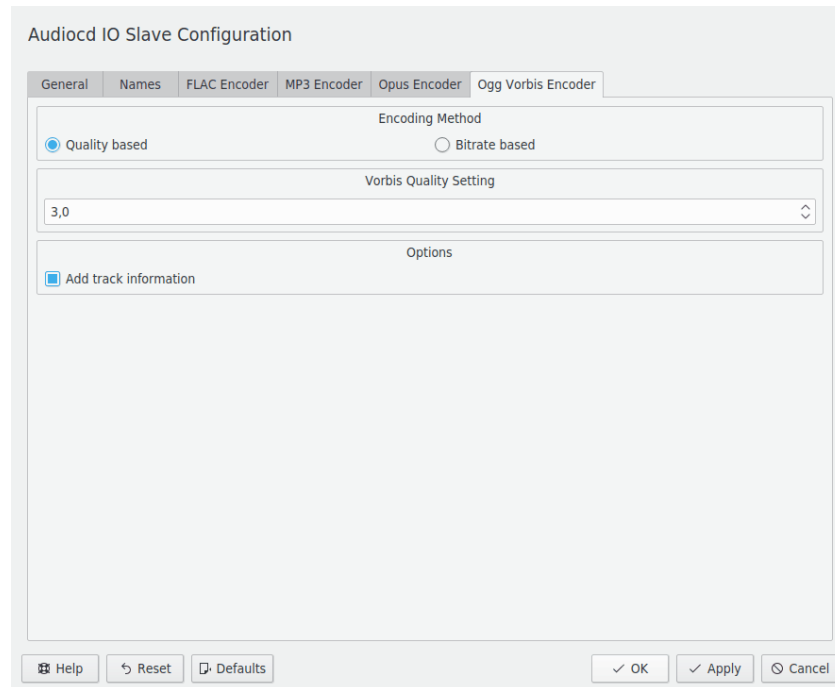 Audiocd IO Slave Configuration
General Names FLAC Encoder MP3 Encoder Opus Encoder Ogg Vorbis Encoder
Encoding Method
Quality based Bitrate based
Vorbis Quality Setting
3,0
Options
Add track information
Help Reset Defaults OK Apply Cancel